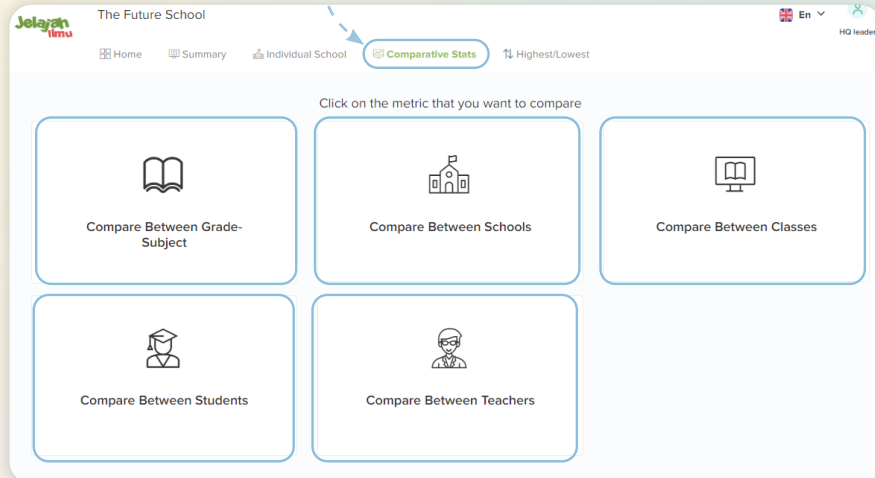 Jelajah
Ilmu
The Future School
En
HQ leader
Home
Summary
Individual School
Comparative Stats
Highest/Lowest
Click on the metric that you want to compare
Compare Between Grade-
Subject
Compare Between Schools
Compare Between Classes
Compare Between Students
Compare Between Teachers